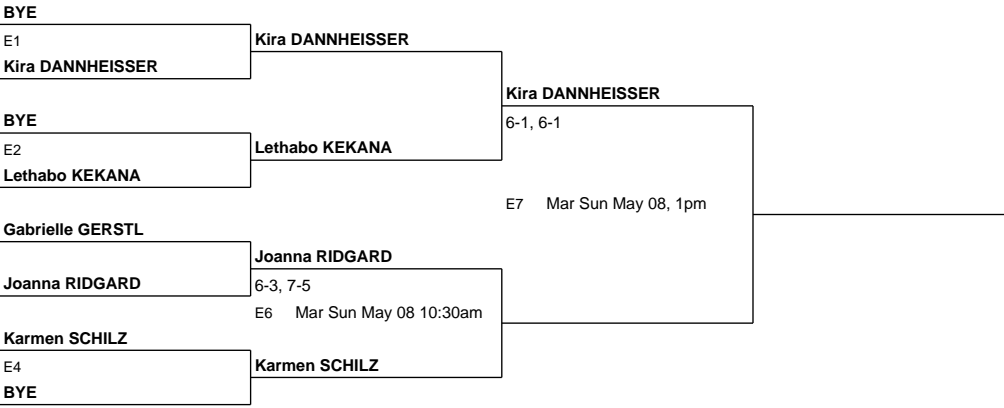 BYE
E1
Kira DANNHEISSER
BYE
E2
Lethabo KEKANA
Gabrielle GERSTL
Joanna RIDGARD
Karmen SCHILZ
E4
BYE
Kira DANNHEISSER
Lethabo KEKANA
Joanna RIDGARD
6-3, 7-5
E6 Mar Sun May 08 10:30am
Karmen SCHILZ
Kira DANNHEISSER
6-1, 6-1
E7 Mar Sun May 08, 1pm